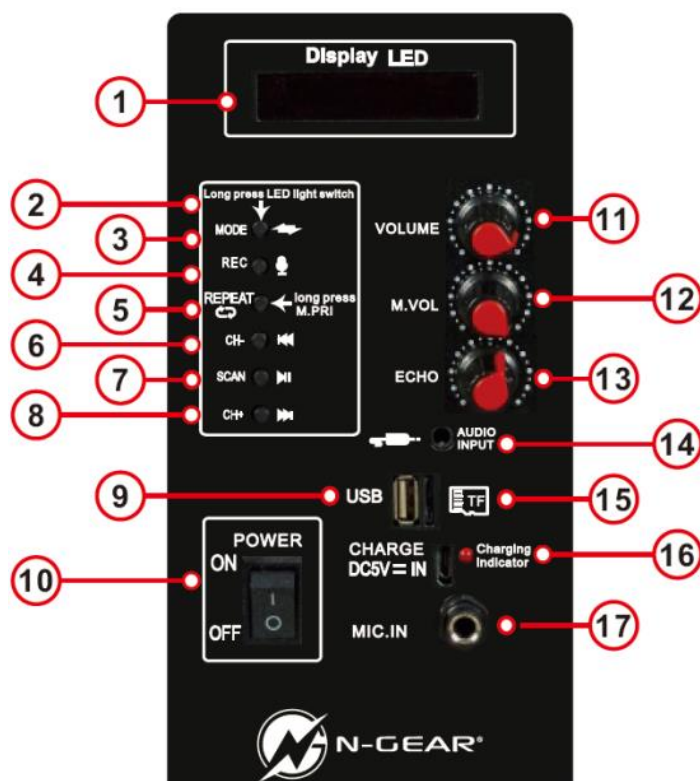 Display LED
1
Long press LED light switch
2
MODE
3
REC
4
REPEAT
long press
M.PRI
5
CH-
6
SCAN
7
CH+
8
VOLUME
11
M.VOL
12
ECHO
13
AUDIO
INPUT
14
USB
TF
9
15
POWER
ON
OFF
10
CHARGE
DC5V IN
Charging
Indicator
16
MIC.IN
17
N-GEAR®